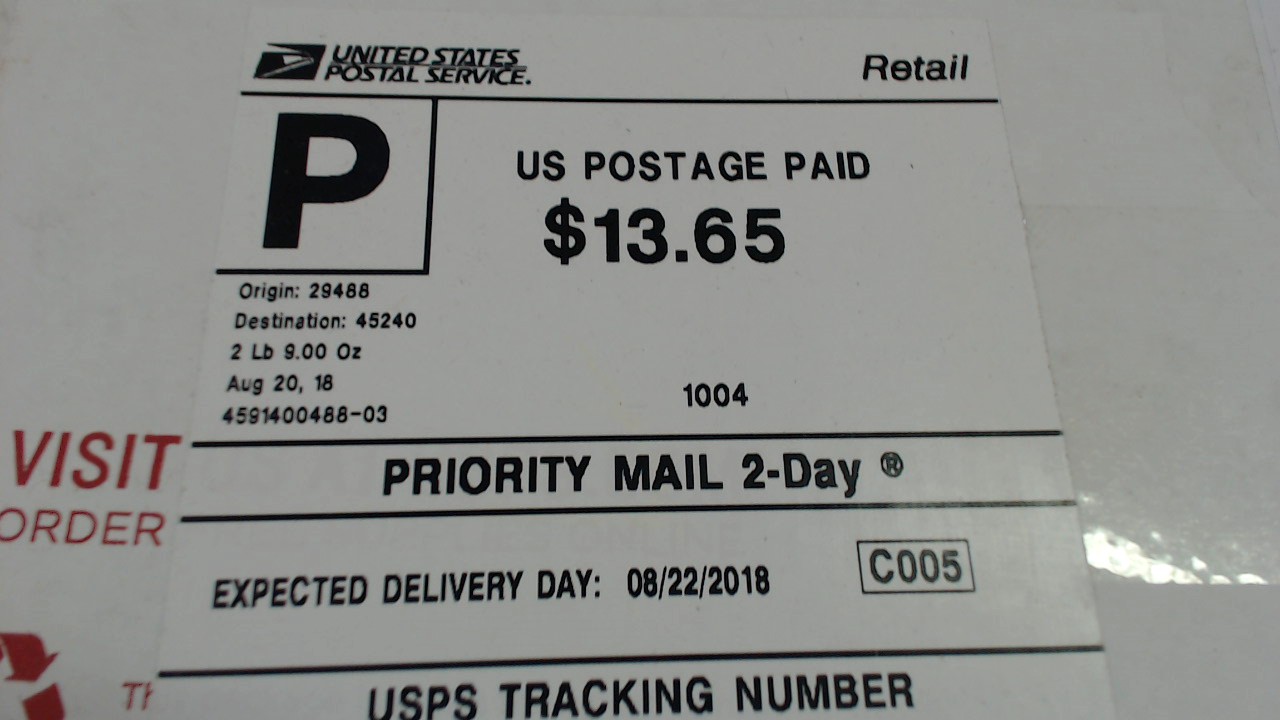 UNITED STATES
POSTAL SERVICE.
Retail
P
US POSTAGE PAID
$13.65
Origin: 29488
Destination: 45240
2 Lb 9.00 Oz
Aug 20, 18
4591400488-03
1004
PRIORITY MAIL 2-Day ®
EXPECTED DELIVERY DAY: 08/22/2018
C005
USPS TRACKING NUMBER
VISIT
ORDER